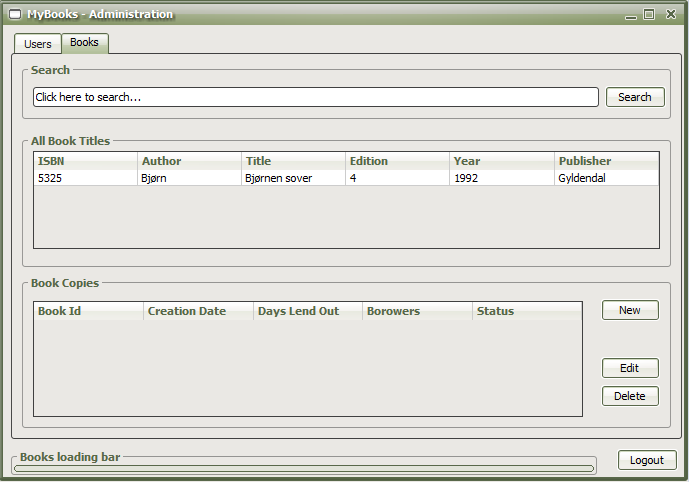 MyBooks - Administration
Users Books
Search
Click here to search... Search
All Book Titles
ISBN Author Title Edition Year Publisher
5325 Bjørn Bjørnen sover 4 1992 Gyldendal
Book Copies
Book Id Creation Date Days Lend Out Borowers Status
New
Edit
Delete
Books loading bar
Logout